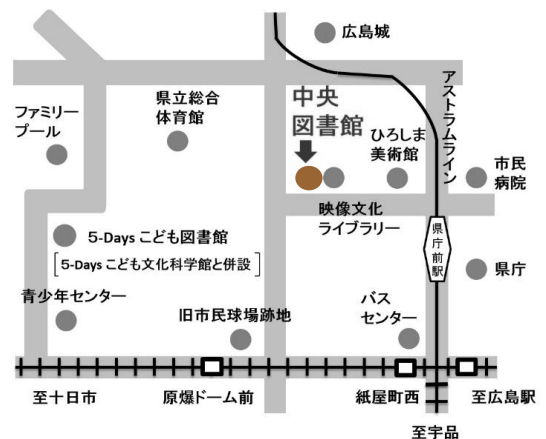 広島城
中央
図書館
県立総合
体育館
ファミリー
プール
ひろしま
美術館
アストラムライン
市民
病院
映像文化
ライブラリー
5-Days こども図書館
[5-Days こども文化科学館と併設]
県庁前駅
県庁
青少年センター
旧市民球場跡地
バス
センター
至十日市
原爆ドーム前
紙屋町西
至広島駅
至宇品